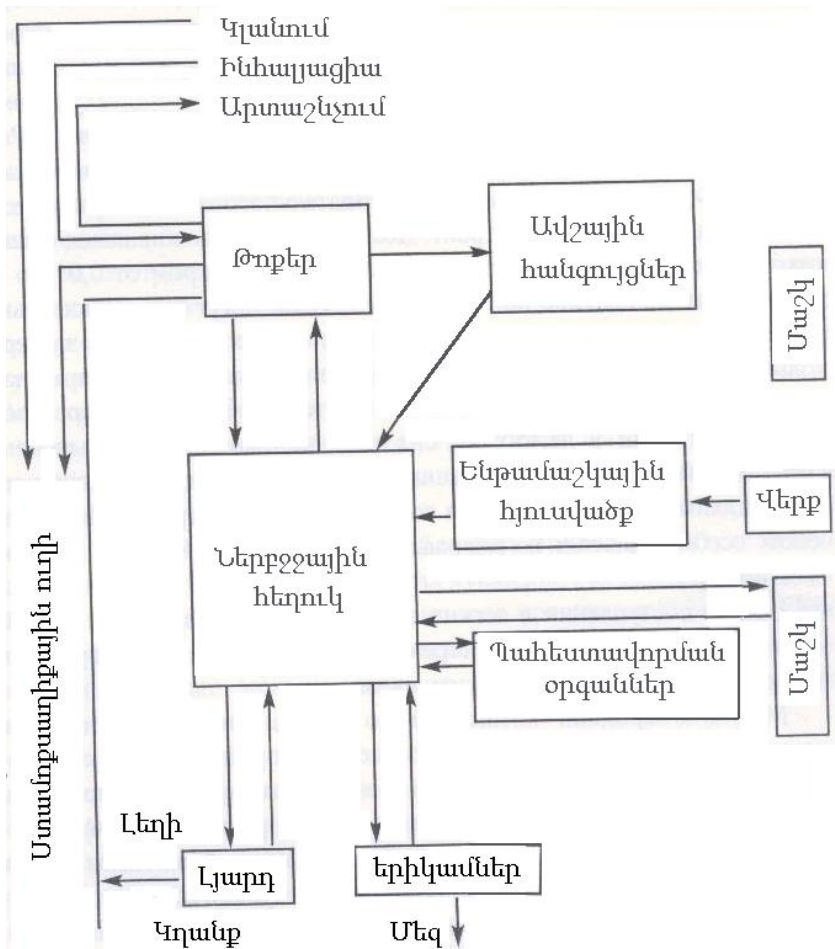 Կլանում
Ինհալյացիա
Արտաշնչում
Թոքեր
Ավշային
հանգույցներ
Մաշկ
Ենթամաշկային
հյուսվածք
Վերք
Ներբջջային
հեղուկ
Ստամոքսաղիքային ուղի
Պահեստավորման
օրգաններ
Մաշկ
Լեղի
Լյարդ
երիկամներ
Կղանք
Մեզ